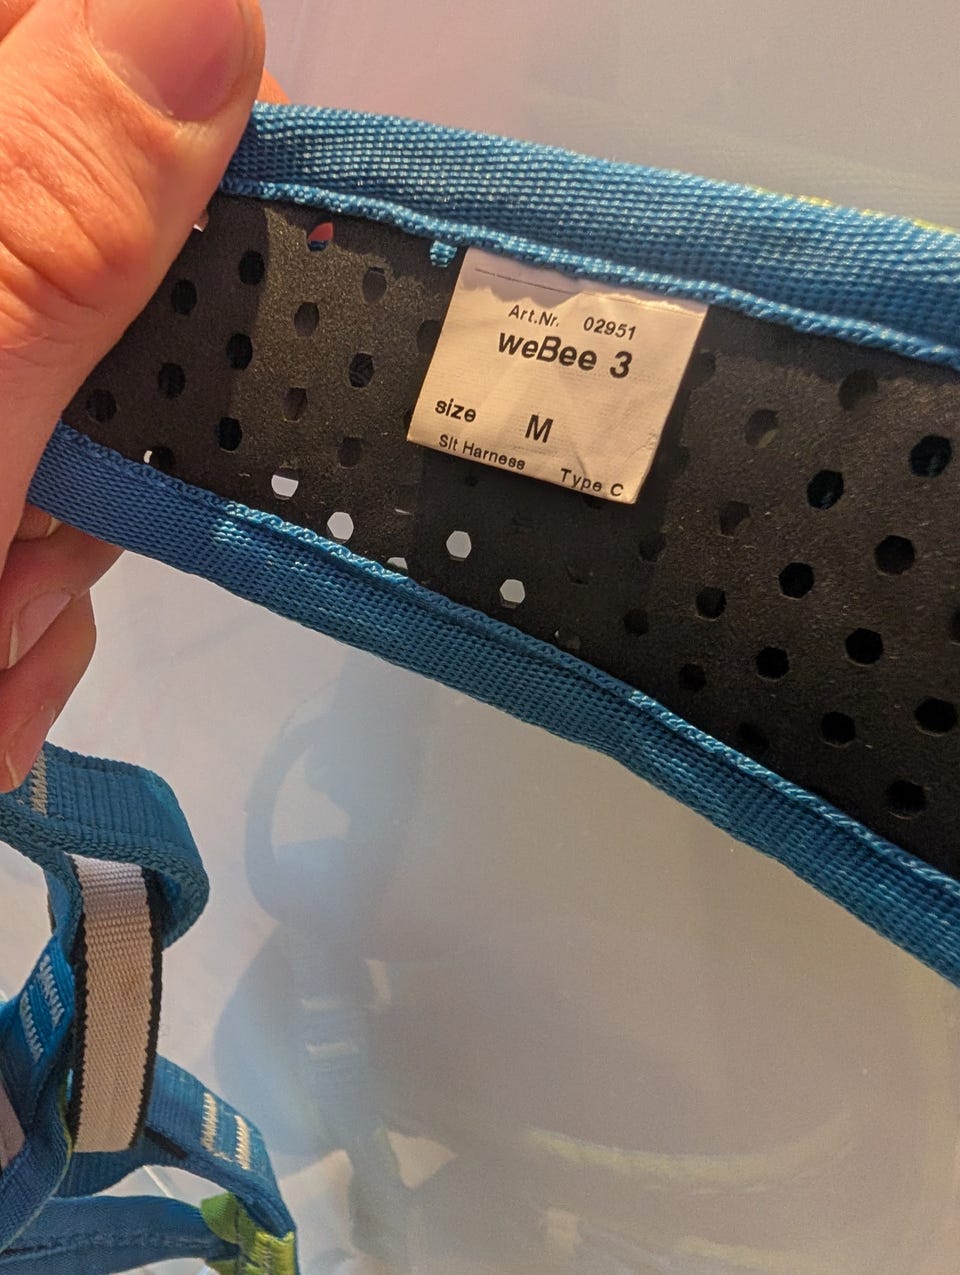 Art.Nr. 02951
weBee 3
size M
Sit Harness Type C